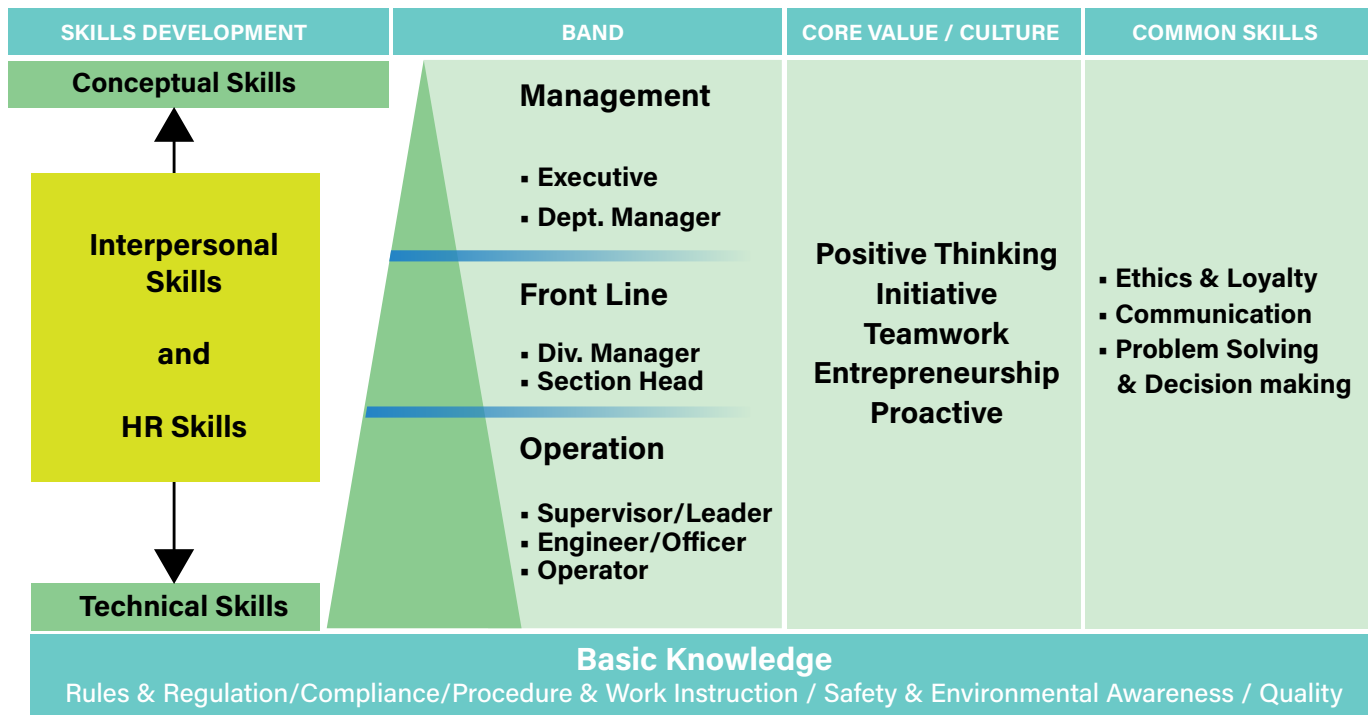 SKILLS DEVELOPMENT
BAND
CORE VALUE / CULTURE
COMMON SKILLS
Conceptual Skills
Interpersonal
Skills
and
HR Skills
Technical Skills
Management
▪ Executive
▪ Dept. Manager
Front Line
▪ Div. Manager
▪ Section Head
Operation
▪ Supervisor/Leader
▪ Engineer/Officer
▪ Operator
Positive Thinking
Initiative
Teamwork
Entrepreneurship
Proactive
▪ Ethics & Loyalty
▪ Communication
▪ Problem Solving
& Decision making
Basic Knowledge
Rules & Regulation/Compliance/Procedure & Work Instruction / Safety & Environmental Awareness / Quality